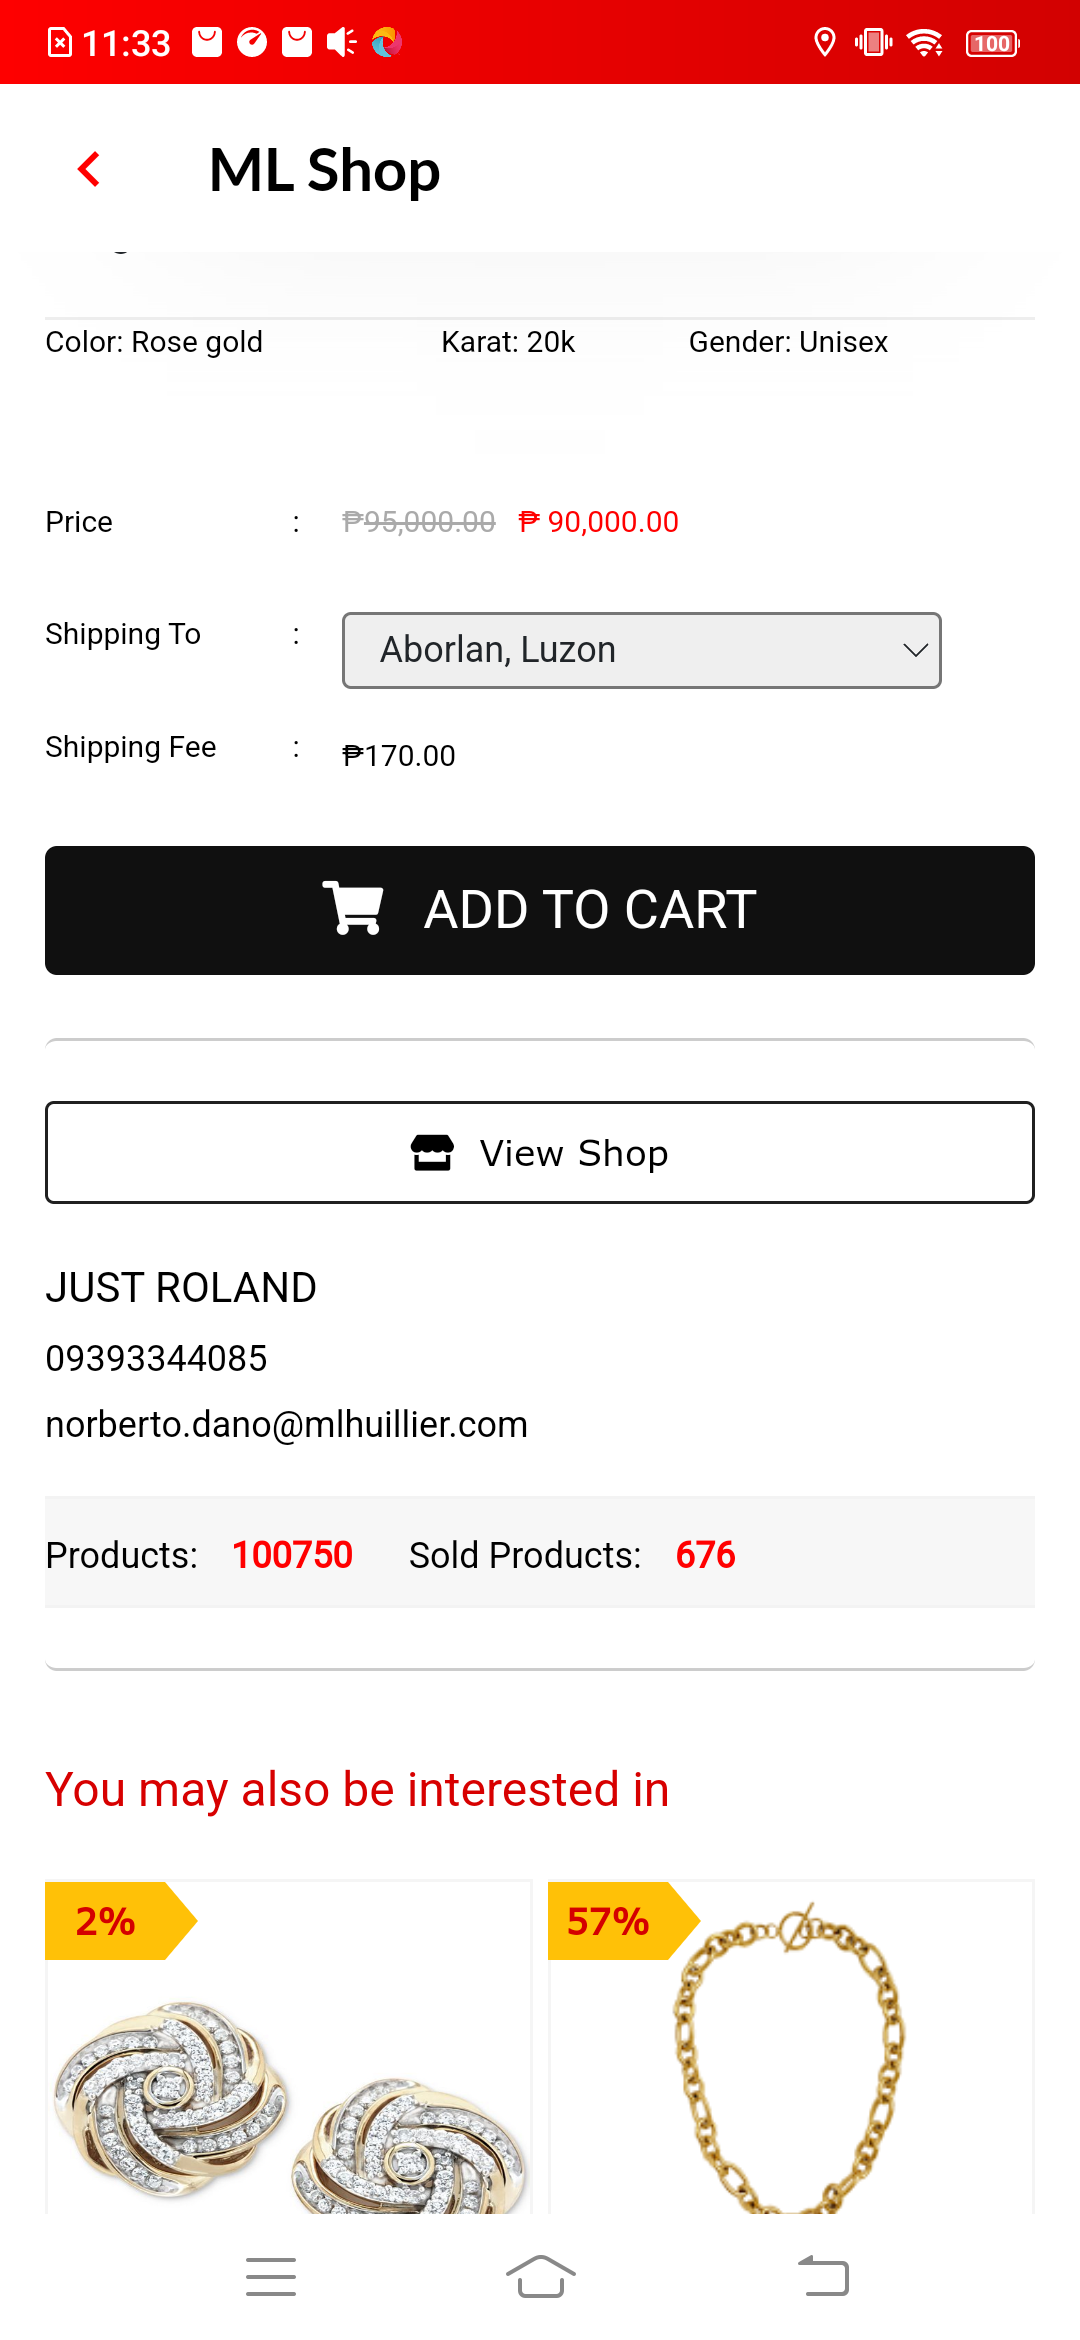 11:33
100
ML Shop
Color: Rose gold Karat: 20k Gender: Unisex
Price : ₱95,000.00 ₱ 90,000.00
Shipping To : Aborlan, Luzon
Shipping Fee : ₱170.00
ADD TO CART
View Shop
JUST ROLAND
09393344085
norberto.dano@mlhuillier.com
Products: 100750 Sold Products: 676
You may also be interested in
2% 57%